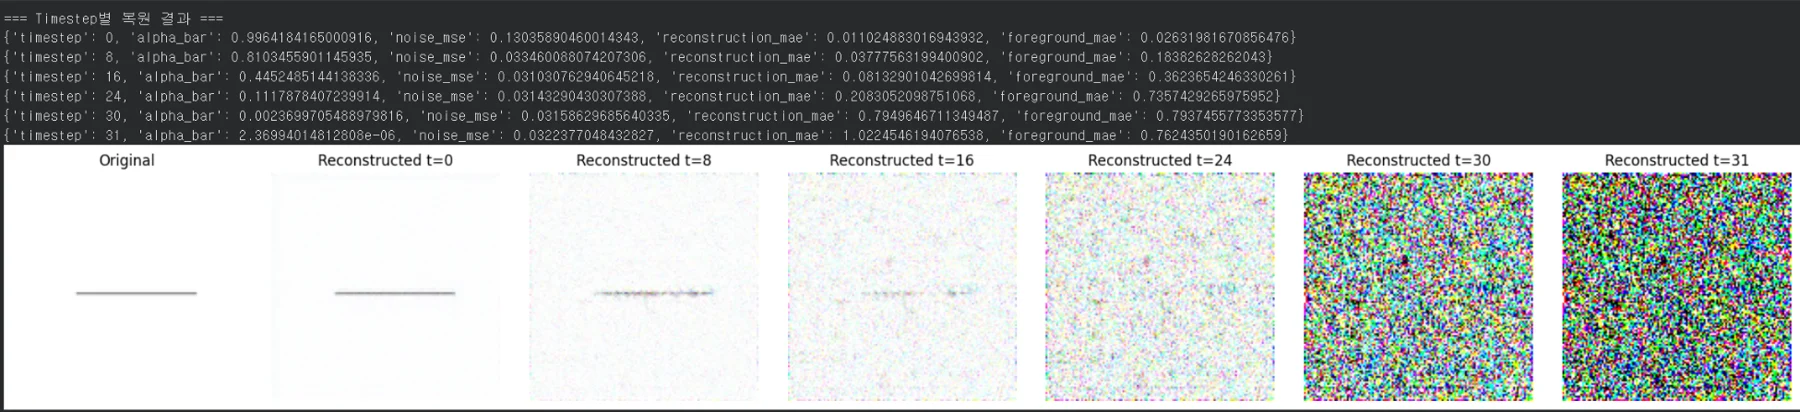 === Timestep별 복원 결과 ===
{'timestep': 0, 'alpha_bar': 0.9964184165000916, 'noise_mse': 0.13035890460014343, 'reconstruction_mae': 0.011024883016943932, 'foreground_mae': 0.02631981670856476}
{'timestep': 8, 'alpha_bar': 0.8103455901145935, 'noise_mse': 0.033460088074207306, 'reconstruction_mae': 0.03777563199400902, 'foreground_mae': 0.18382628262043}
{'timestep': 16, 'alpha_bar': 0.4452485144138336, 'noise_mse': 0.031030762940645218, 'reconstruction_mae': 0.08132901042699814, 'foreground_mae': 0.3623654246330261}
{'timestep': 24, 'alpha_bar': 0.1117878407239914, 'noise_mse': 0.03143290430307388, 'reconstruction_mae': 0.2083052098751068, 'foreground_mae': 0.7357429265975952}
{'timestep': 30, 'alpha_bar': 0.0023699705488979816, 'noise_mse': 0.03158629685640335, 'reconstruction_mae': 0.7949646711349487, 'foreground_mae': 0.7937455773353577}
{'timestep': 31, 'alpha_bar': 2.36994014812808e-06, 'noise_mse': 0.0322377048432827, 'reconstruction_mae': 1.0224546194076538, 'foreground_mae': 0.7624350190162659}
Original Reconstructed t=0 Reconstructed t=8 Reconstructed t=16 Reconstructed t=24 Reconstructed t=30 Reconstructed t=31